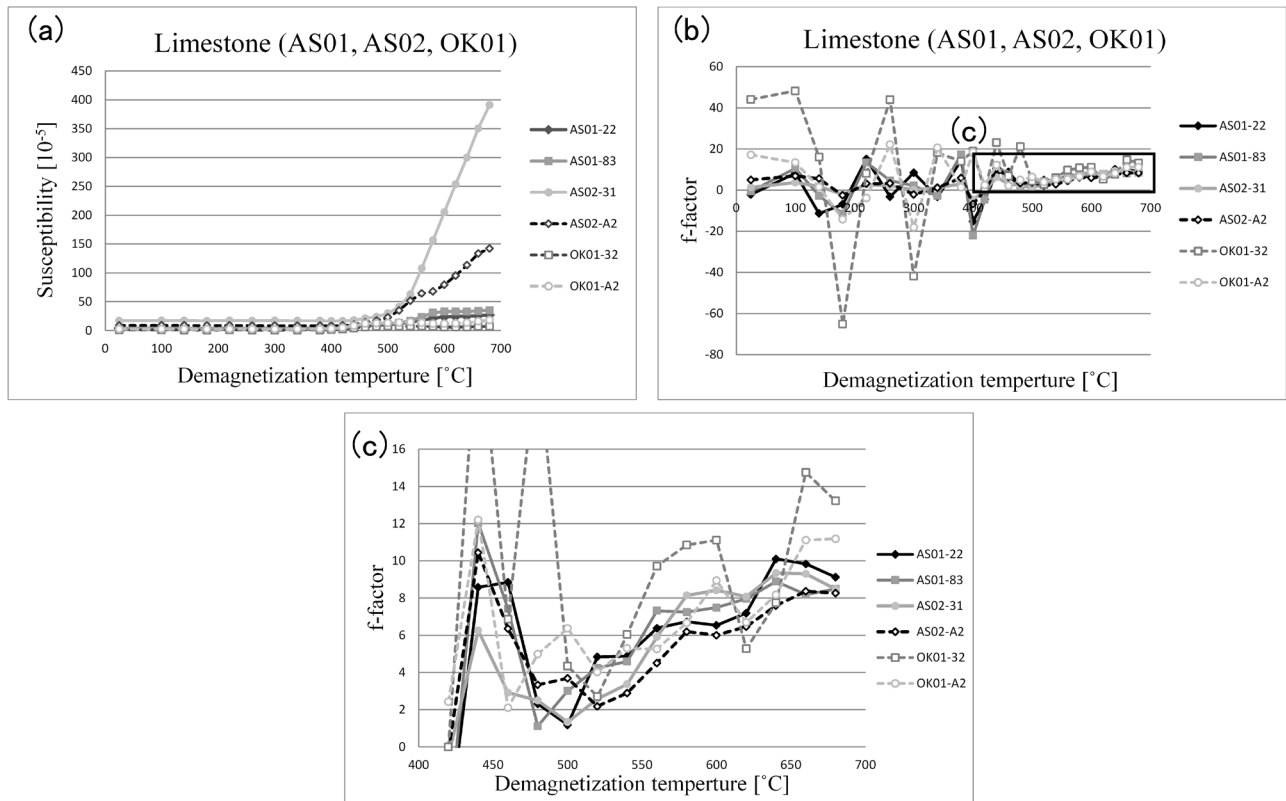 (a)
Limestone (AS01, AS02, OK01)
450
400
350
300
250
200
150
100
50
0
Susceptibility [10⁻⁵]
0 100 200 300 400 500 600 700
Demagnetization temperture [˚C]
AS01-22
AS01-83
AS02-31
AS02-A2
OK01-32
OK01-A2
(b)
Limestone (AS01, AS02, OK01)
60
40
20
0
-20
-40
-60
-80
f-factor
(c)
0 100 200 300 400 500 600 700
Demagnetization temperture [˚C]
AS01-22
AS01-83
AS02-31
AS02-A2
OK01-32
OK01-A2
(c)
16
14
12
10
8
6
4
2
0
f-factor
400 450 500 550 600 650 700
Demagnetization temperture [˚C]
AS01-22
AS01-83
AS02-31
AS02-A2
OK01-32
OK01-A2